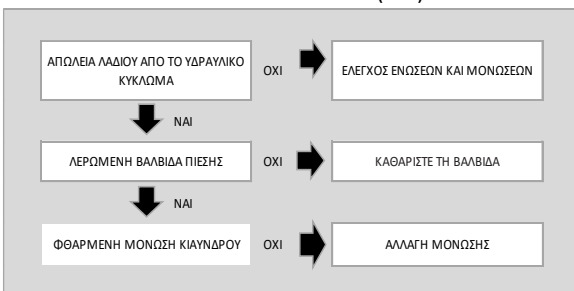 ΑΠΩΛΕΙΑ ΛΑΔΙΟΥ ΑΠΟ ΤΟ ΥΔΡΑΥΛΙΚΟ
ΚΥΚΛΩΜΑ
ΟΧΙ
ΕΛΕΓΧΟΣ ΕΝΩΣΕΩΝ ΚΑΙ ΜΟΝΩΣΕΩΝ
ΝΑΙ
ΛΕΡΩΜΕΝΗ ΒΑΛΒΙΔΑ ΠΙΕΣΗΣ
ΟΧΙ
ΚΑΘΑΡΙΣΤΕ ΤΗ ΒΑΛΒΙΔΑ
ΝΑΙ
ΦΘΑΡΜΕΝΗ ΜΟΝΩΣΗ ΚΙΑΥΝΔΡΟΥ
ΟΧΙ
ΑΛΛΑΓΗ ΜΟΝΩΣΗΣ